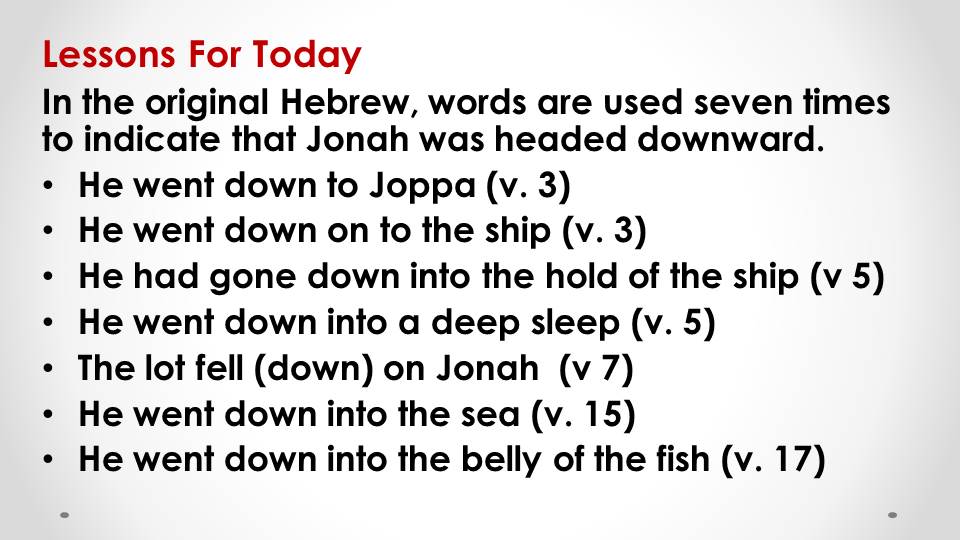 Lessons For Today
In the original Hebrew, words are used seven times
to indicate that Jonah was headed downward.
• He went down to Joppa (v. 3)
• He went down on to the ship (v. 3)
• He had gone down into the hold of the ship (v 5)
• He went down into a deep sleep (v. 5)
• The lot fell (down) on Jonah  (v 7)
• He went down into the sea (v. 15)
• He went down into the belly of the fish (v. 17)